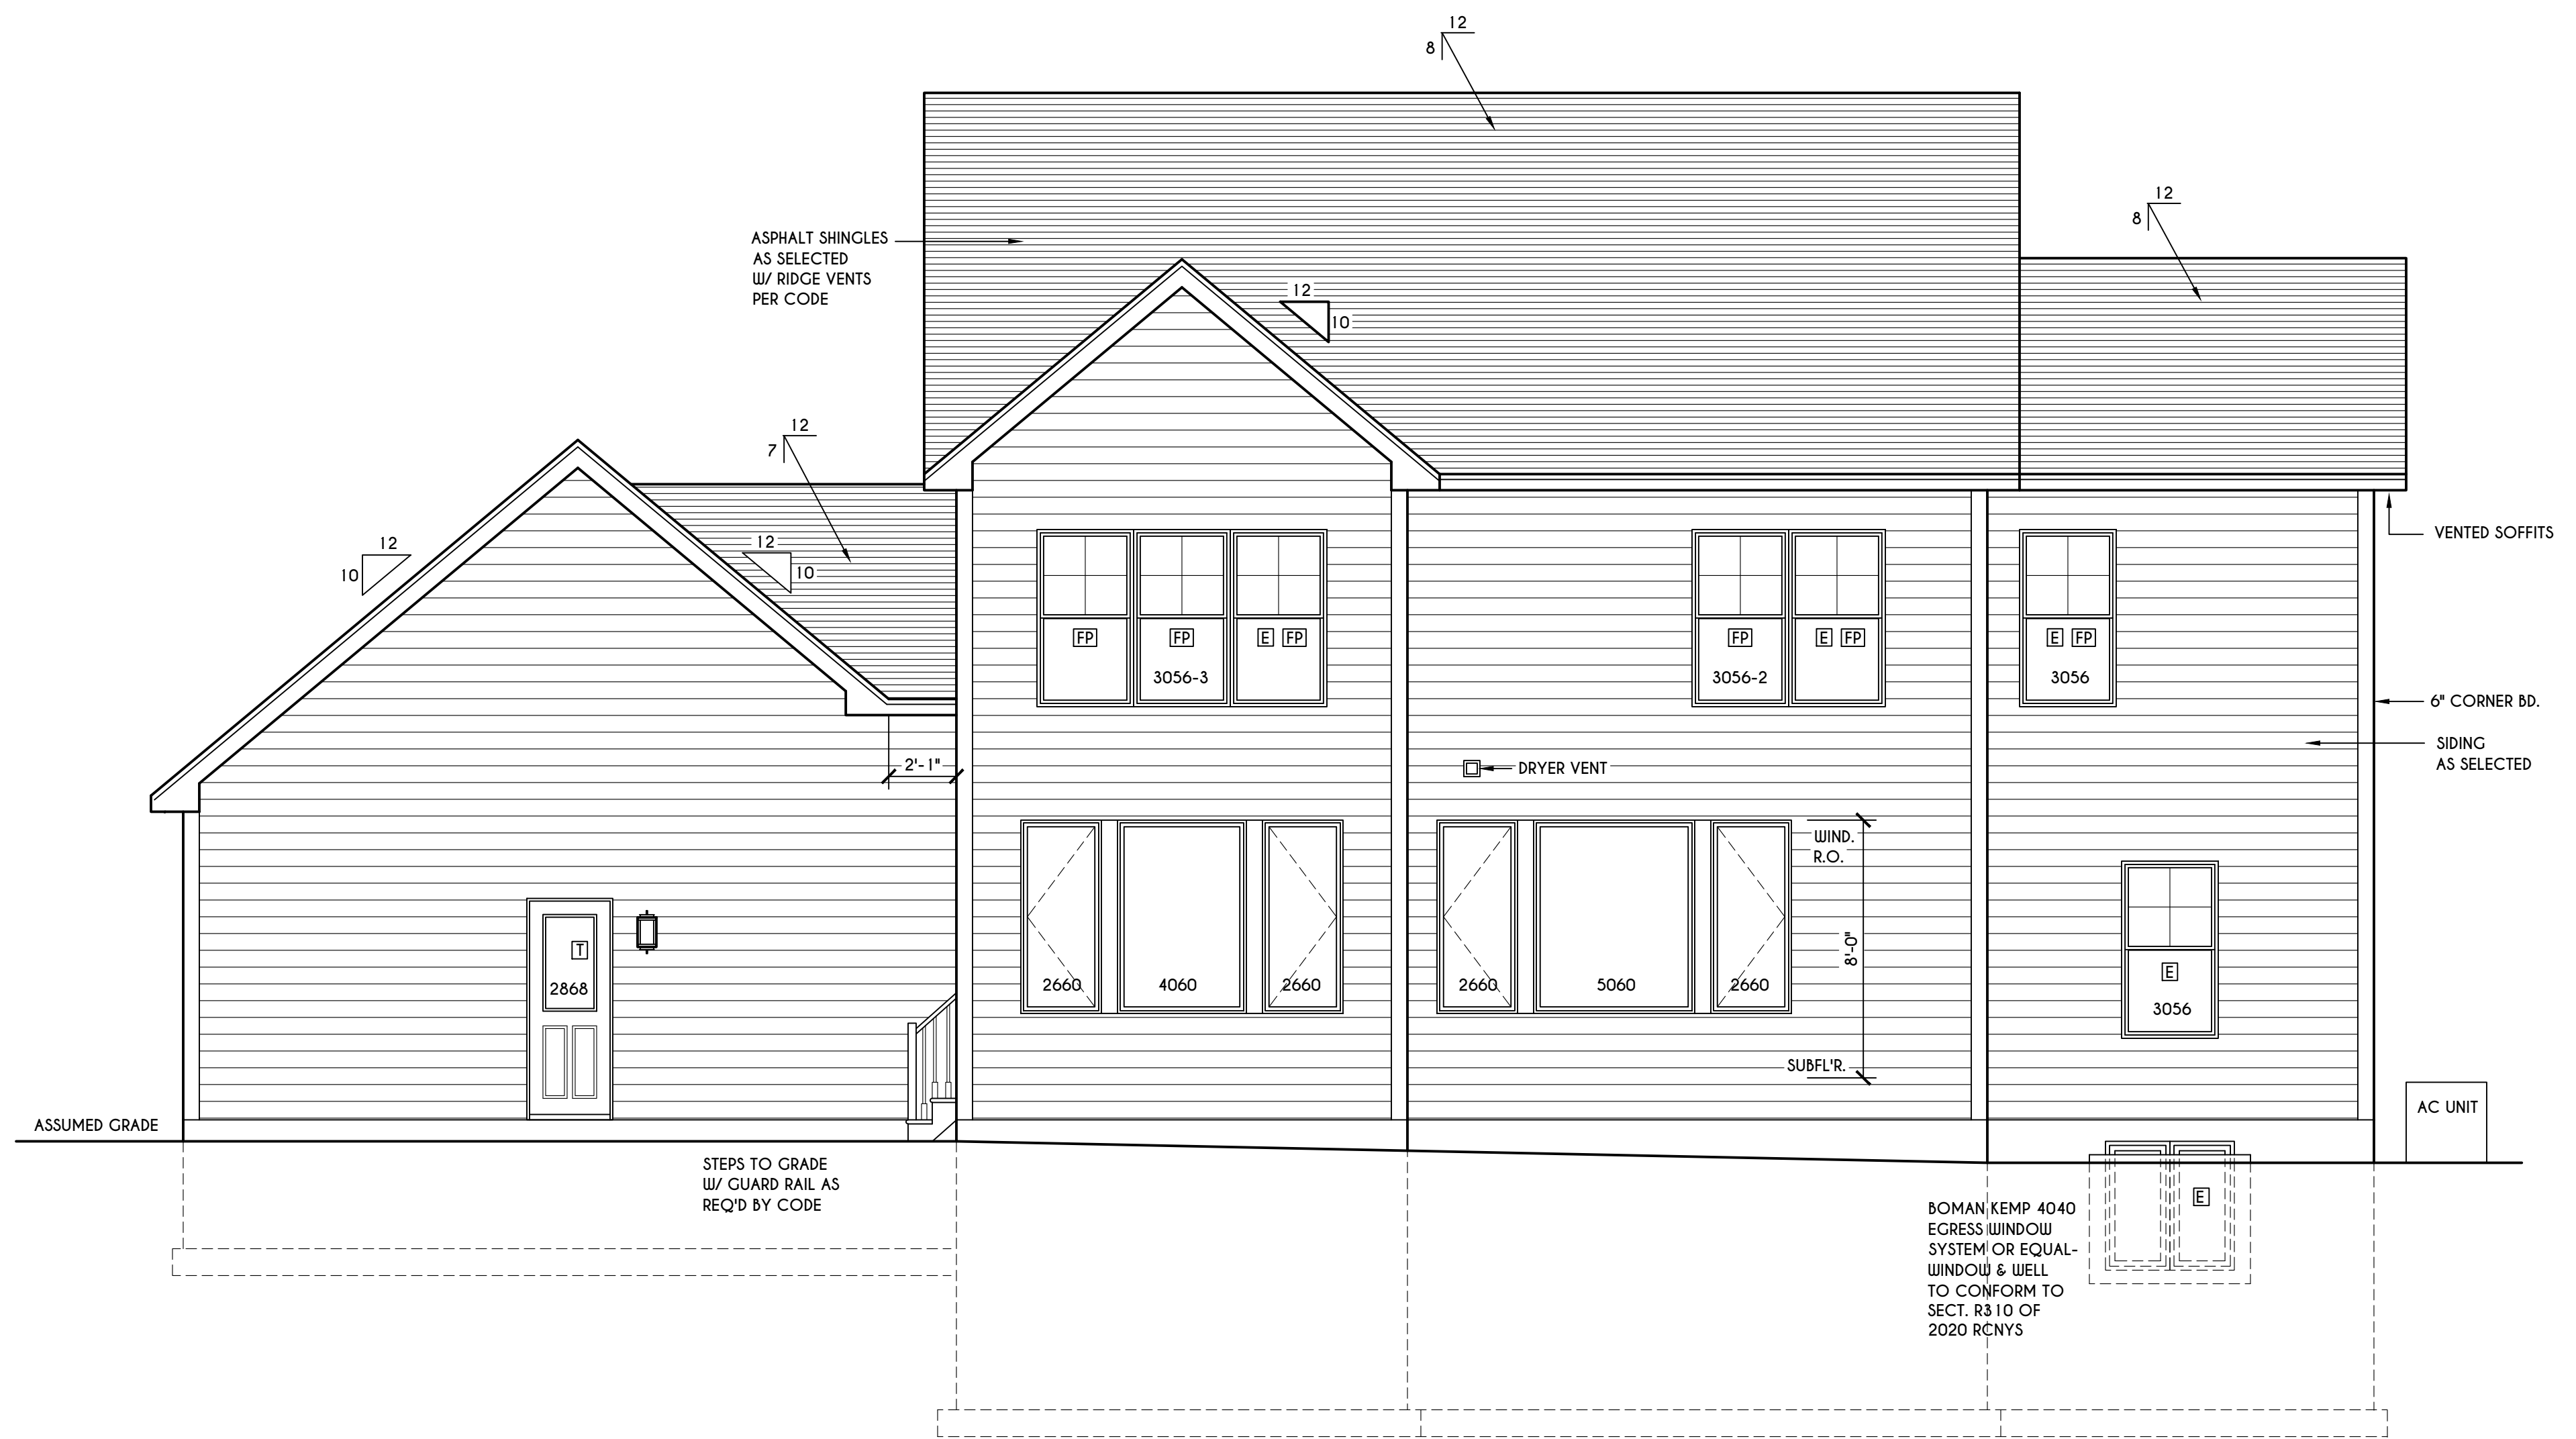 12
8
12
8
ASPHALT SHINGLES
AS SELECTED
W/ RIDGE VENTS
PER CODE
12
10
12
7
12
10
12
10
VENTED SOFFITS
FP
FP
E FP
3056-3
FP
E FP
3056-2
E FP
3056
6" CORNER BD.
SIDING
AS SELECTED
2'-1"
DRYER VENT
WIND.
R.O.
8'-0"
SUBFL'R.
T
2868
2660
4060
2660
2660
5060
2660
E
3056
AC UNIT
ASSUMED GRADE
STEPS TO GRADE
W/ GUARD RAIL AS
REQ'D BY CODE
E
BOMAN KEMP 4040
EGRESS WINDOW
SYSTEM OR EQUAL-
WINDOW & WELL
TO CONFORM TO
SECT. R310 OF
2020 RCNYS